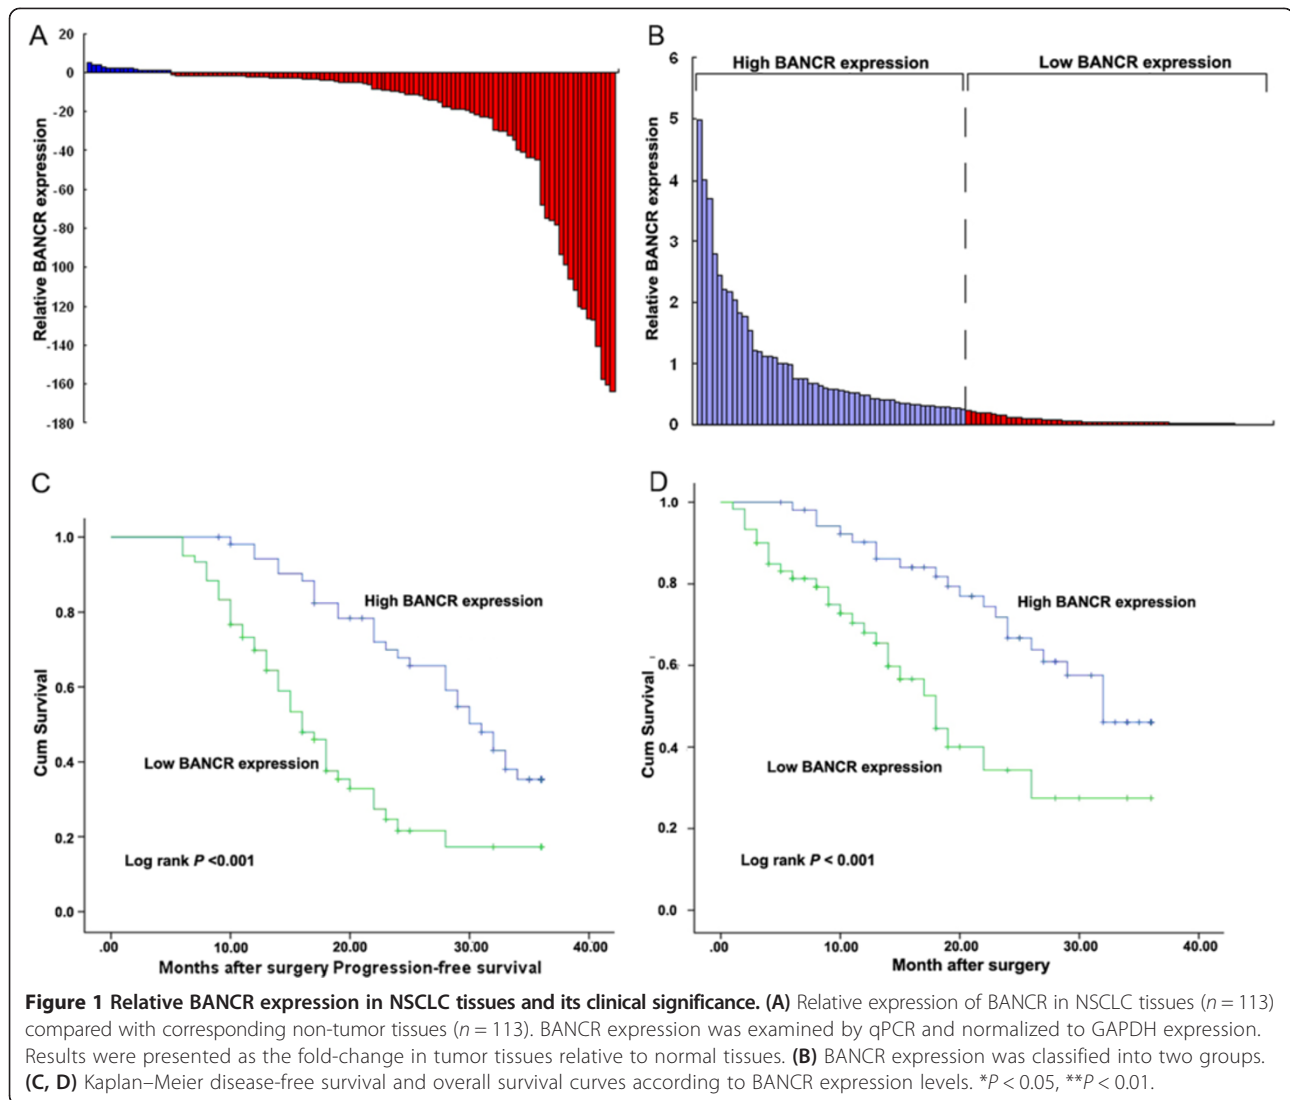 A
20
0
-20
-40
-60
-80
100
120
-140
-160
-180
Relative BANCR expression
B
6
5
4
3
2
1
0
Relative BANCR expression
High BANCR expression
Low BANCR expression
C
1.0
0.8
0.6
0.4
0.2
0.0
Cum Survival
High BANCR expression
Low BANCR expression
Log rank P <0.001
.00 10.00 20.00 30.00 40.00
Months after surgery Progression-free survival
D
1.0
0.8
0.6
0.4
0.2
0.0
Cum Survival
High BANCR expression
Low BANCR expression
Log rank P < 0.001
.00 10.00 20.00 30.00 40.00
Month after surgery
Figure 1 Relative BANCR expression in NSCLC tissues and its clinical significance. (A) Relative expression of BANCR in NSCLC tissues (n = 113)
compared with corresponding non-tumor tissues (n = 113). BANCR expression was examined by qPCR and normalized to GAPDH expression.
Results were presented as the fold-change in tumor tissues relative to normal tissues. (B) BANCR expression was classified into two groups.
(C, D) Kaplan–Meier disease-free survival and overall survival curves according to BANCR expression levels. *P < 0.05, **P < 0.01.